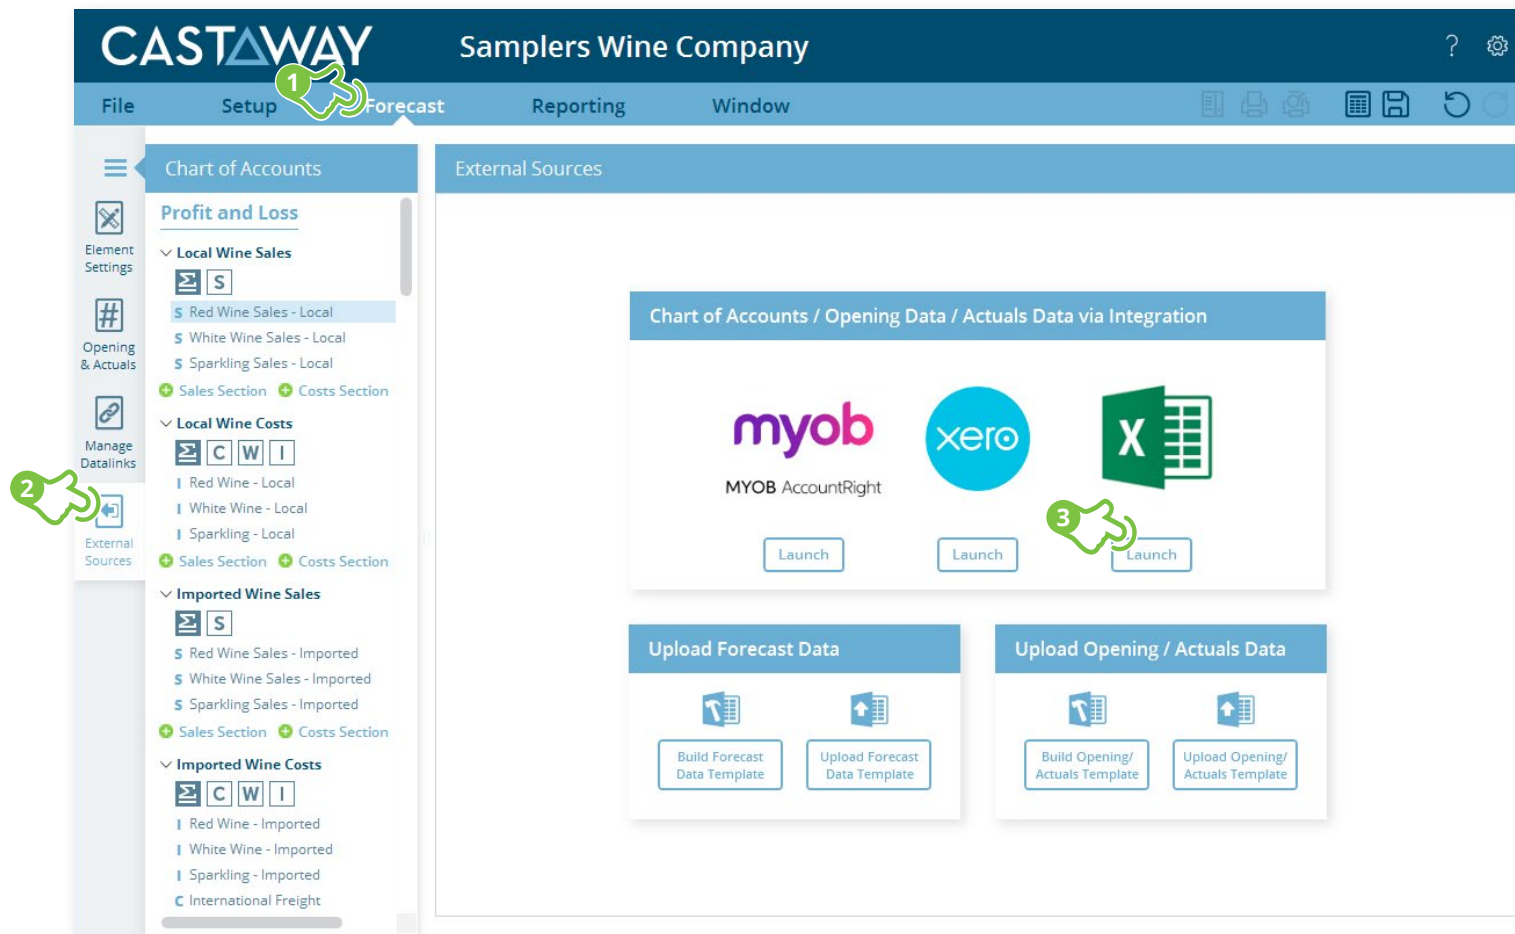 CASTAWAY
Samplers Wine Company
?
1
File
Setup
Forecast
Reporting
Window
Chart of Accounts
External Sources
Element
Settings
#
Opening
& Actuals
Manage
Datalinks
2
External
Sources
Profit and Loss
Local Wine Sales
Σ S
S Red Wine Sales - Local
S White Wine Sales - Local
S Sparkling Sales - Local
Sales Section Costs Section
Local Wine Costs
Σ C W I
I Red Wine - Local
I White Wine - Local
I Sparkling - Local
Sales Section Costs Section
Imported Wine Sales
Σ S
S Red Wine Sales - Imported
S White Wine Sales - Imported
S Sparkling Sales - Imported
Sales Section Costs Section
Imported Wine Costs
Σ C W I
I Red Wine - Imported
I White Wine - Imported
I Sparkling - Imported
C International Freight
Chart of Accounts / Opening Data / Actuals Data via Integration
myob
MYOB AccountRight
xero
X
3
Launch
Launch
Launch
Upload Forecast Data
Build Forecast
Data Template
Upload Forecast
Data Template
Upload Opening / Actuals Data
Build Opening/
Actuals Template
Upload Opening/
Actuals Template